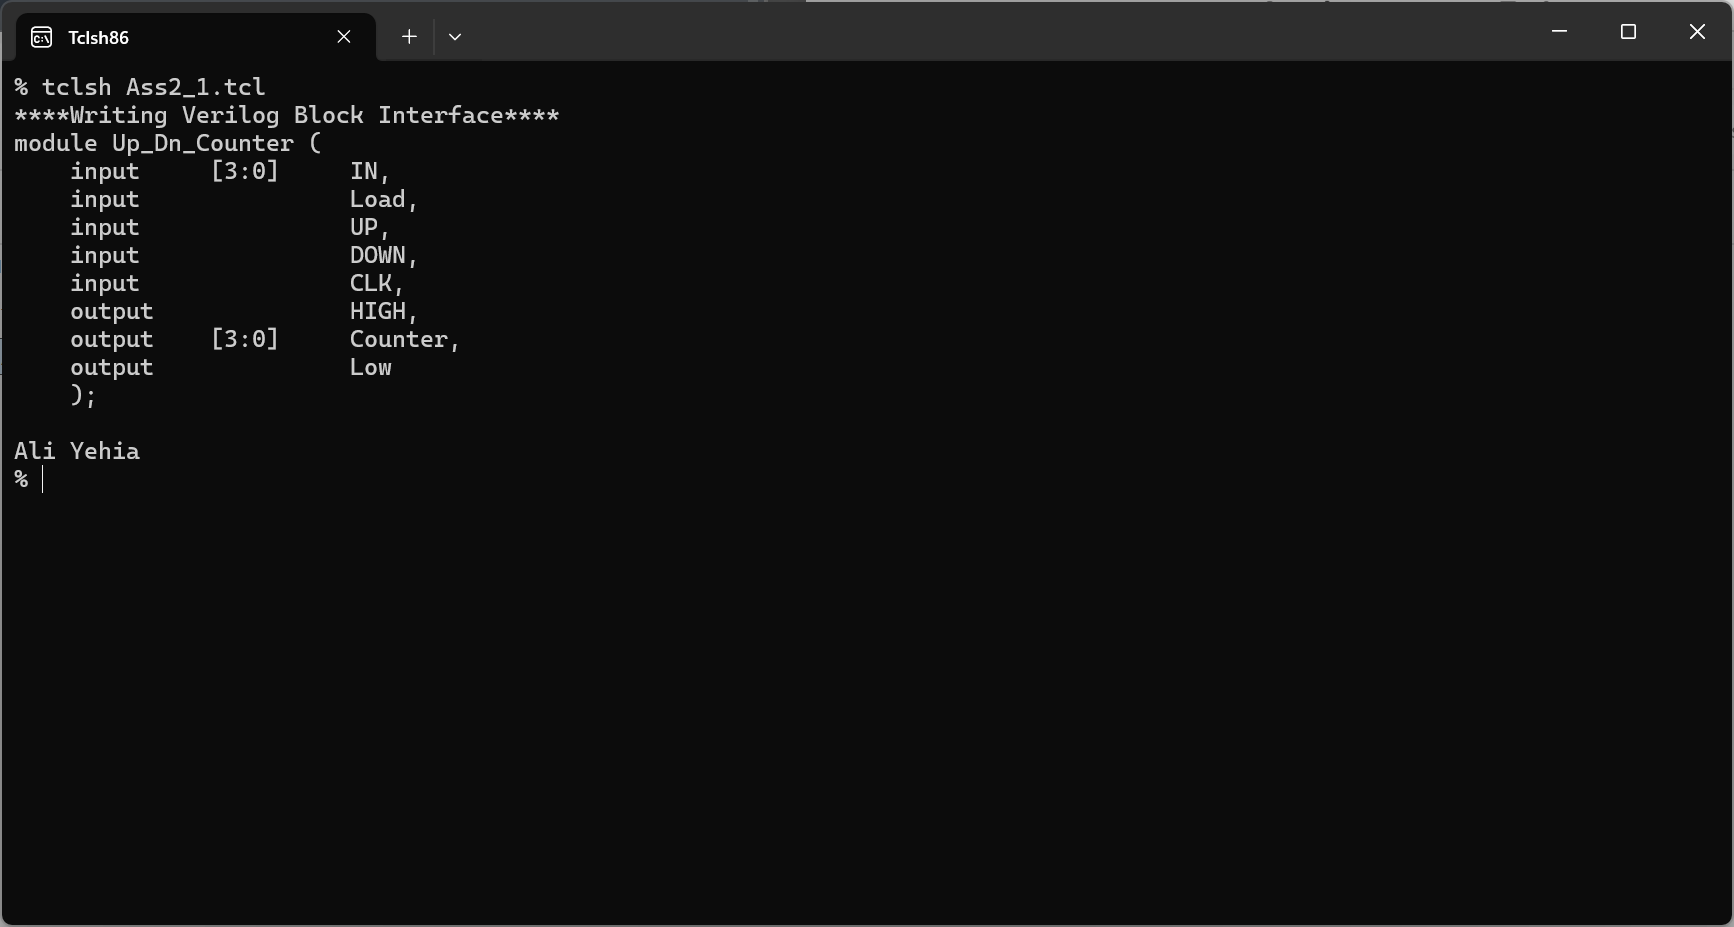 Tclsh86
% tclsh Ass2_1.tcl
****Writing Verilog Block Interface****
module Up_Dn_Counter (
    input     [3:0]     IN,
    input               Load,
    input               UP,
    input               DOWN,
    input               CLK,
    output              HIGH,
    output    [3:0]     Counter,
    output              Low
    );

Ali Yehia
%